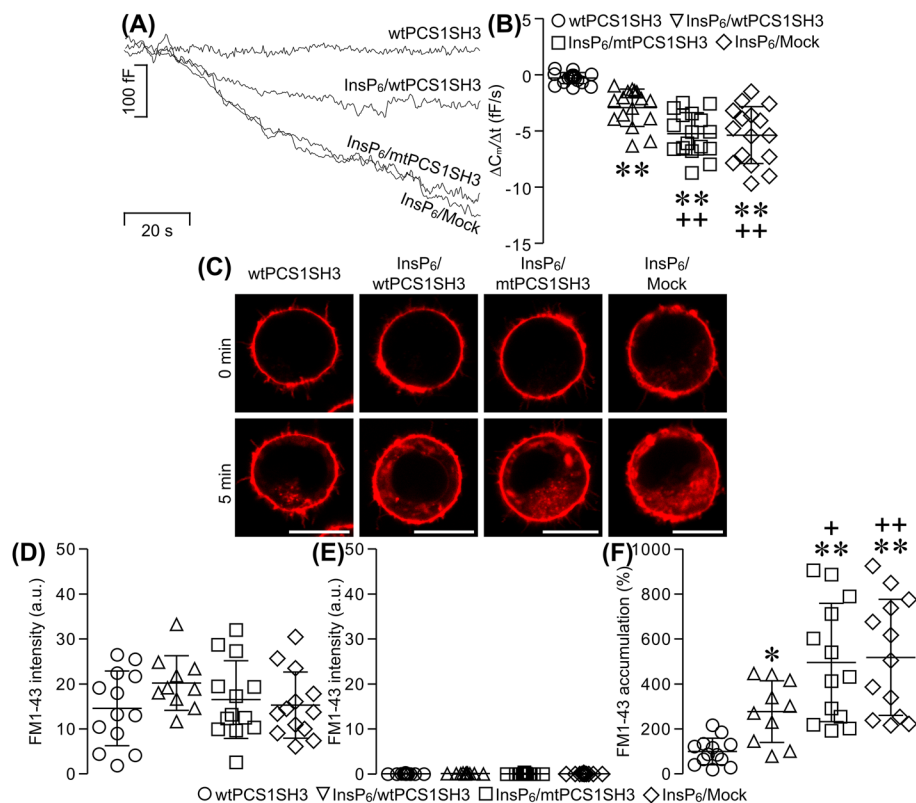 (A)
wtPCS1SH3
100 fF
InsP6/wtPCS1SH3
InsP6/mtPCS1SH3
InsP6/Mock
20 s
(B)
wtPCS1SH3 InsP6/wtPCS1SH3
InsP6/mtPCS1SH3 InsP6/Mock
ΔCm/Δt (fF/s)
0
-5
-10
-15
**
**
++
**
++
(C)
wtPCS1SH3
InsP6/
wtPCS1SH3
InsP6/
mtPCS1SH3
InsP6/
Mock
0 min
5 min
(D)
FM1-43 intensity (a.u.)
50
40
30
20
10
0
(E)
FM1-43 intensity (a.u.)
50
40
30
20
10
0
(F)
FM1-43 accumulation (%)
1000
800
600
400
200
0
*
+
**
++
**
wtPCS1SH3 InsP6/wtPCS1SH3 InsP6/mtPCS1SH3 InsP6/Mock